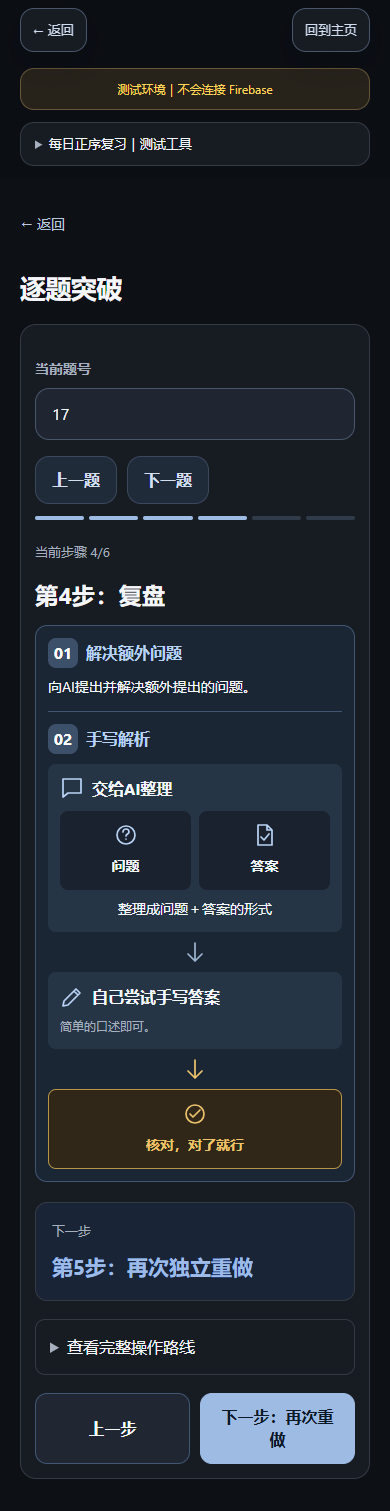 ← 返回
回到主页
测试环境 | 不会连接 Firebase
▶ 每日正序复习 | 测试工具
← 返回
逐题突破
当前题号
17
上一题
下一题
当前步骤 4/6
第4步：复盘
01 解决额外问题
向AI提出并解决额外提出的问题。
02 手写解析
交给AI整理
问题
答案
整理成问题 + 答案的形式
自己尝试手写答案
简单的口述即可。
核对，对了就行
下一步
第5步：再次独立重做
▶ 查看完整操作路线
上一步
下一步：再次重
做